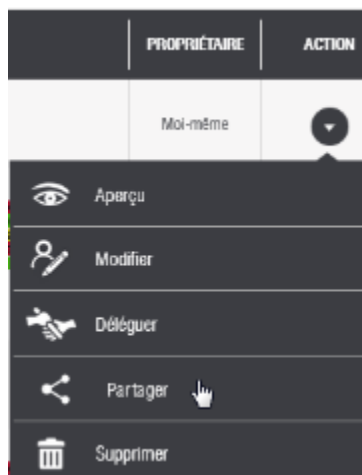 PROPRIÉTAIRE ACTION
Moi-même
Aperçu
Modifier
Déléguer
Partager
Supprimer